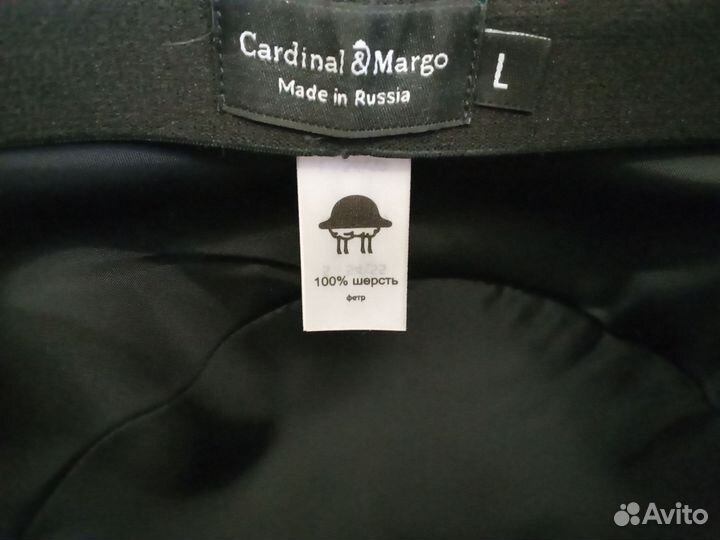 Cardinal & Margo
Made in Russia
L
100% шерсть
фетр
Avito